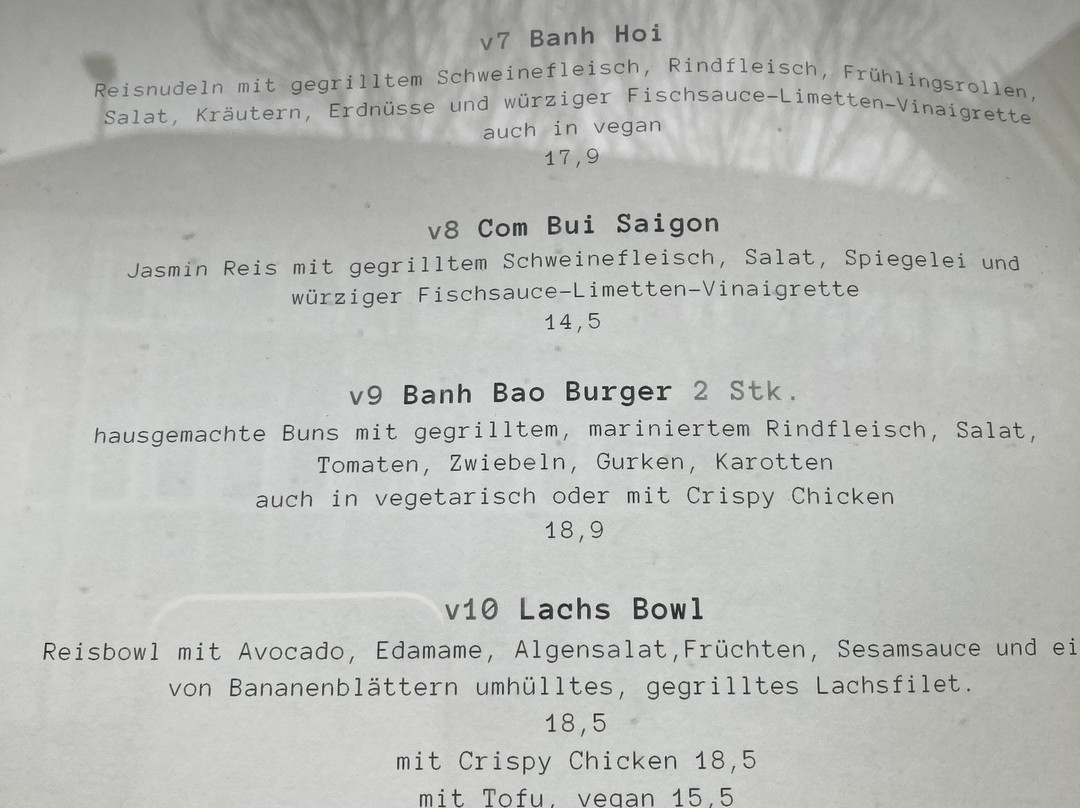 v7 Banh Hoi
Reisnudeln mit gegrilltem Schweinefleisch, Rindfleisch, Frühlingsrollen,
Salat, Kräutern, Erdnüsse und würziger Fischsauce-Limetten-Vinaigrette
auch in vegan
17,9
v8 Com Bui Saigon
Jasmin Reis mit gegrilltem Schweinefleisch, Salat, Spiegelei und
würziger Fischsauce-Limetten-Vinaigrette
14,5
v9 Banh Bao Burger 2 Stk.
hausgemachte Buns mit gegrilltem, mariniertem Rindfleisch, Salat,
Tomaten, Zwiebeln, Gurken, Karotten
auch in vegetarisch oder mit Crispy Chicken
18,9
v10 Lachs Bowl
Reisbowl mit Avocado, Edamame, Algensalat,Früchten, Sesamsauce und ei
von Bananenblättern umhülltes, gegrilltes Lachsfilet.
18,5
mit Crispy Chicken 18,5
mit Tofu, vegan 15,5